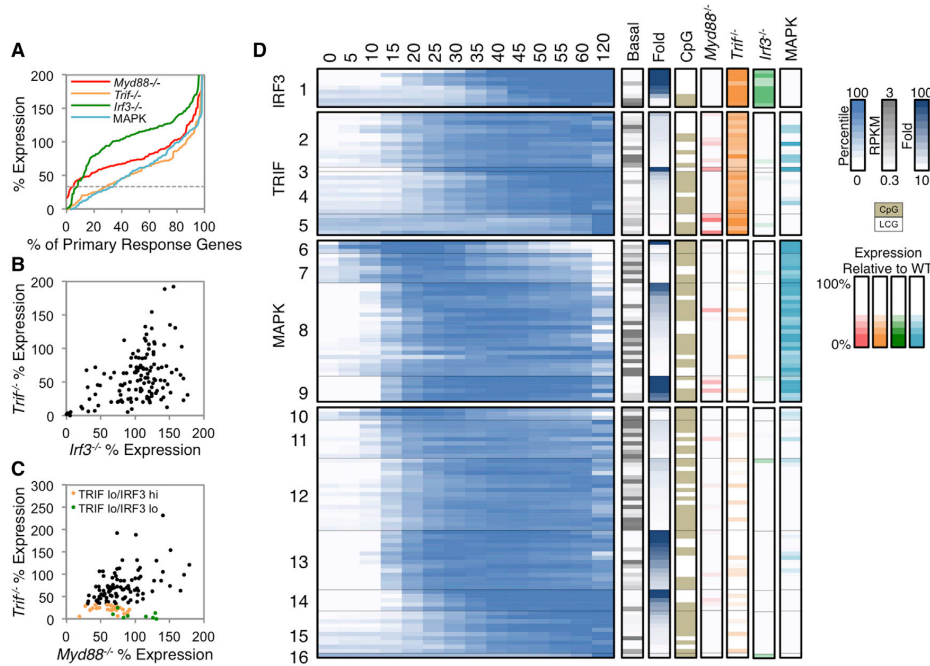 A
200
150
100
50
0
% Expression
Myd88-/-
Trif-/-
Irf3-/-
MAPK
0 20 40 60 80 100
% of Primary Response Genes
B
200
150
100
50
0
Trif-/- % Expression
0 50 100 150 200
Irf3-/- % Expression
C
300
250
200
150
100
50
0
Trif-/- % Expression
TRIF lo/IRF3 hi
TRIF lo/IRF3 lo
0 50 100 150 200
Myd88-/- % Expression
D
0 5 10 15 20 25 30 35 40 45 50 55 60 120 Basal Fold CpG Myd88-/- Trif-/- Irf3-/- MAPK
IRF3
1
TRIF
2
3
4
5
MAPK
6
7
8
9
10
11
12
13
14
15
16
100 3 100
Percentile RPKM Fold
0 0.3 10
CpG
LCG
Expression
Relative to WT
100%
0%